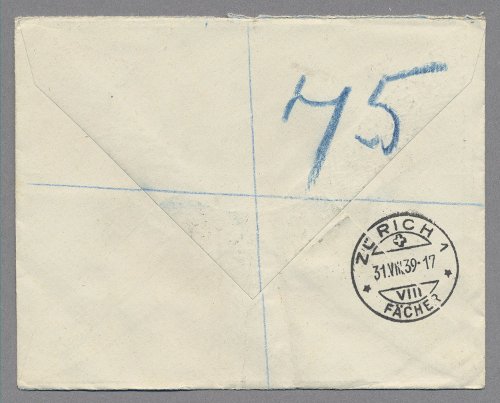 75
ZÜRICH 1
31.VIII.39-17
VIII
FÄCHER